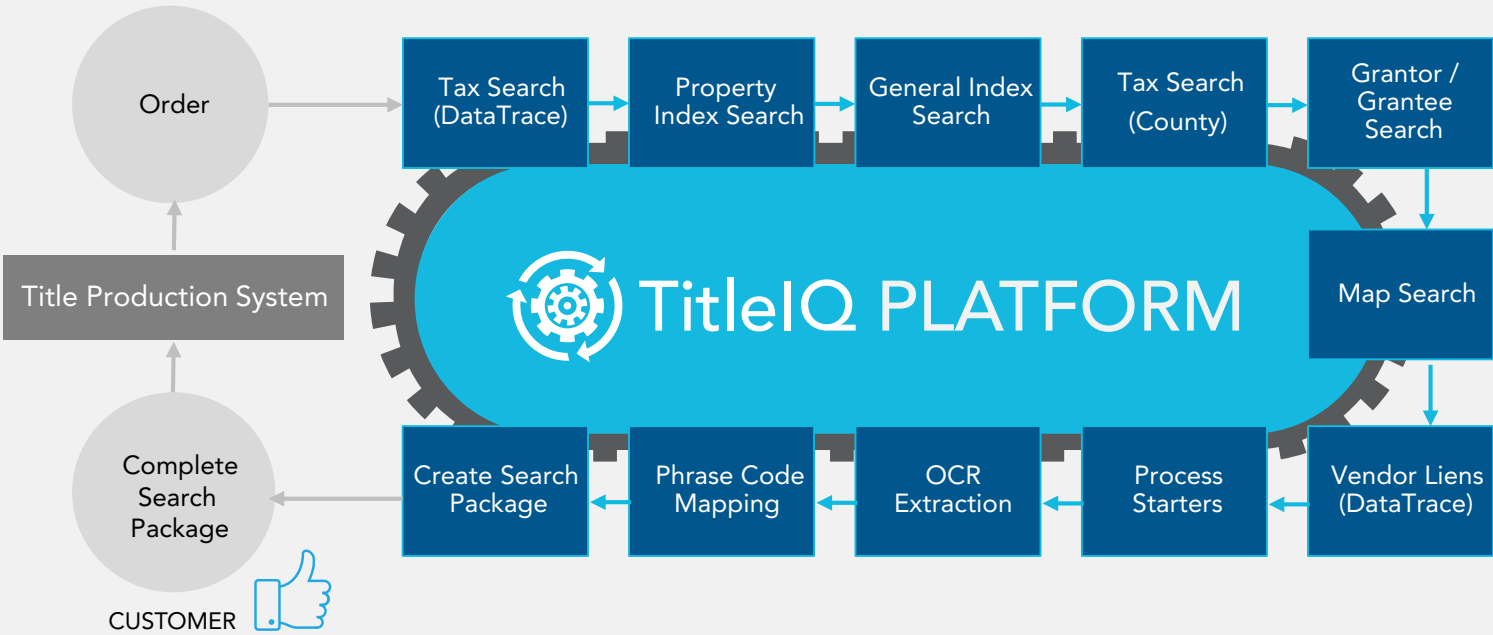 Order
Tax Search
(DataTrace)
Property
Index Search
General Index
Search
Tax Search
(County)
Grantor /
Grantee
Search
Title Production System
TitleIQ PLATFORM
Map Search
Complete
Search
Package
Create Search
Package
Phrase Code
Mapping
OCR
Extraction
Process
Starters
Vendor Liens
(DataTrace)
CUSTOMER